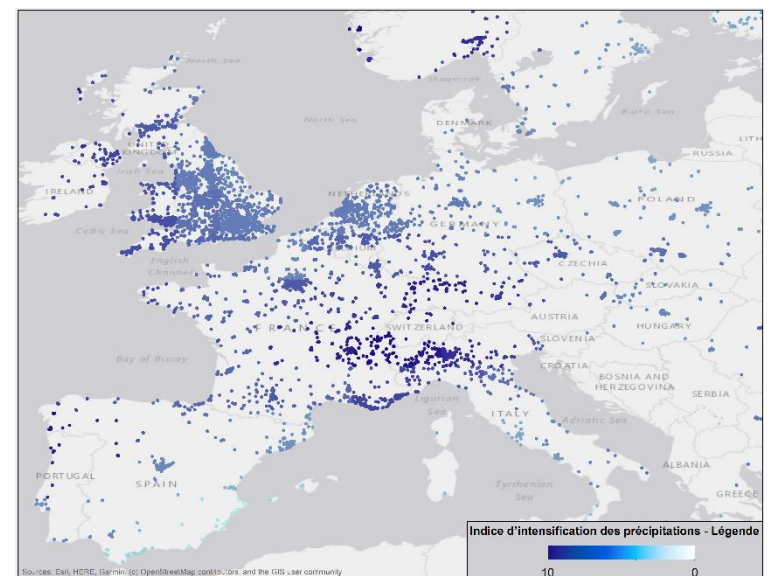 North Sea
Skagerrak
North Sea
DENMARK
Baltic Sea
LITH
UNITED
KINGDOM
RUSSIA
Irish Sea
IRELAND
NETHERLANDS
POLAND
Celtic Sea
GERMANY
English
Channel
BELGIUM
CZECHIA
SLOVAKIA
AUSTRIA
FRANCE
SWITZERLAND
HUNGARY
SLOVENIA
Bay of Biscay
CROATIA
BOSNIA AND
HERZEGOVINA
SERBIA
Ligurian
Sea
ITALY
Adriatic Sea
PORTUGAL
SPAIN
ALBANIA
Tyrrhenian
Sea
GREECE
Indice d'intensification des précipitations - Légende
10 0
Sources: Esri, HERE, Garmin, (c) OpenStreetMap contributors, and the GIS user community